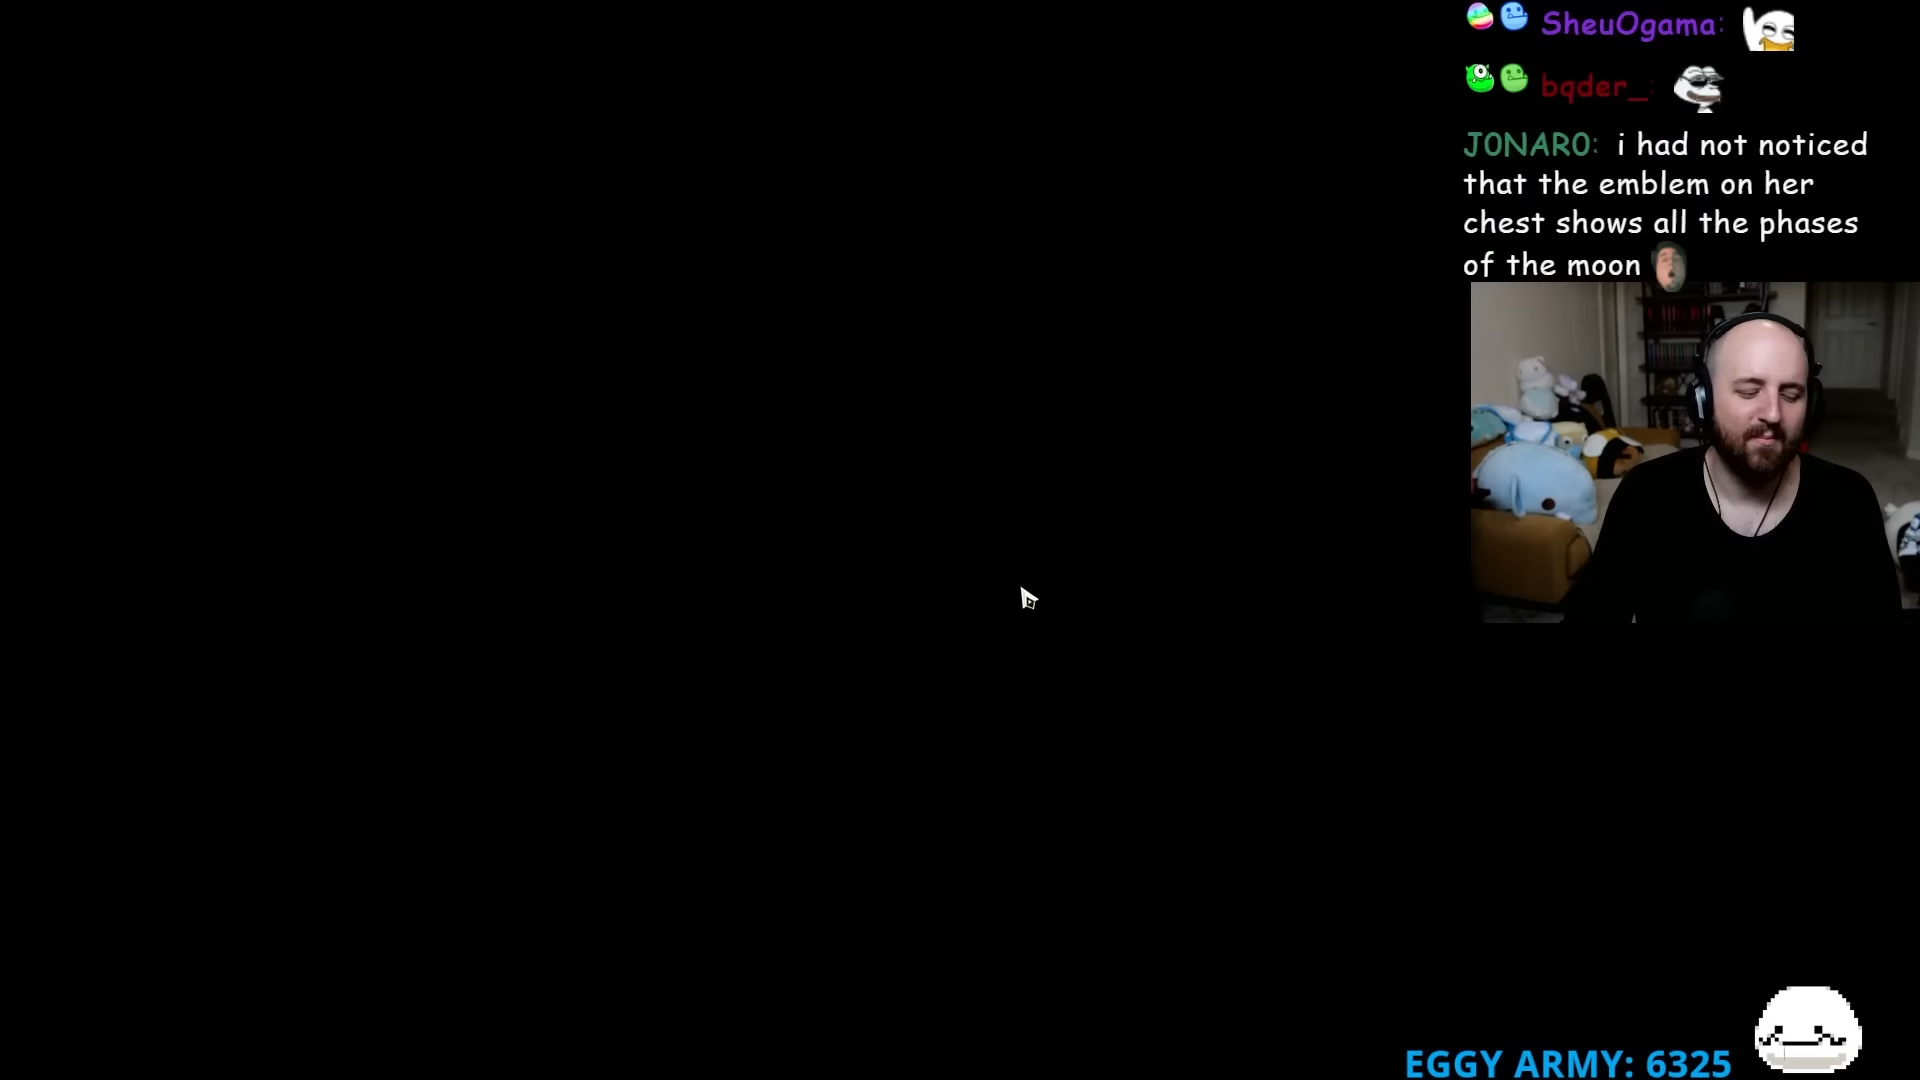 SheuOgama:
bqder_:
J0NAR0: i had not noticed
that the emblem on her
chest shows all the phases
of the moon
EGGY ARMY: 6325